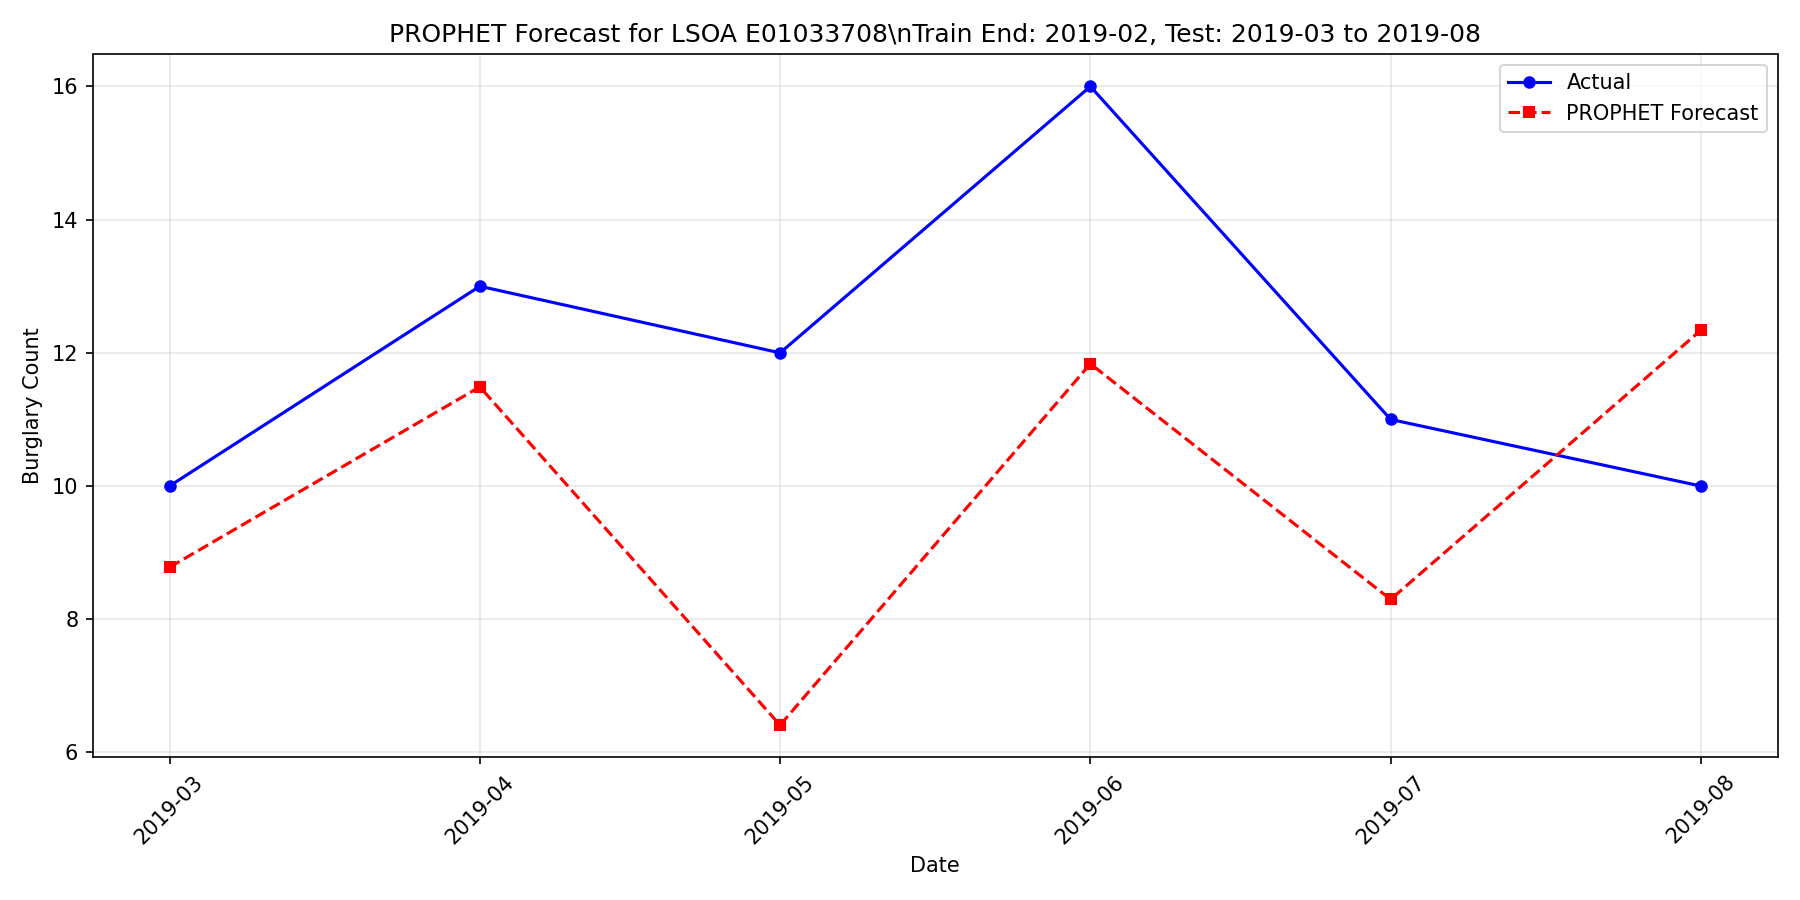 PROPHET Forecast for LSOA E01033708\nTrain End: 2019-02, Test: 2019-03 to 2019-08
Actual
PROPHET Forecast
Burglary Count
16
14
12
10
8
6
2019-03
2019-04
2019-05
2019-06
2019-07
2019-08
Date